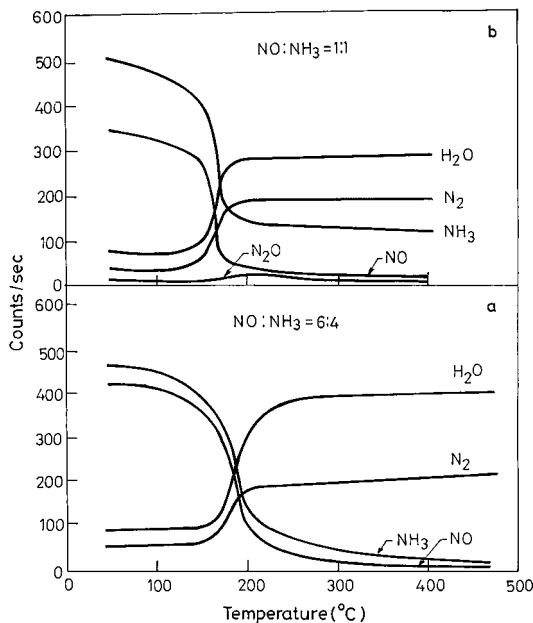 600
500
400
300
200
100
0
b
NO:NH3=1:1
H2O
N2
NH3
N2O
NO
Counts/sec
600
500
400
300
200
100
0
a
NO:NH3=6:4
H2O
N2
NH3
NO
0 100 200 300 400 500
Temperature (°C)